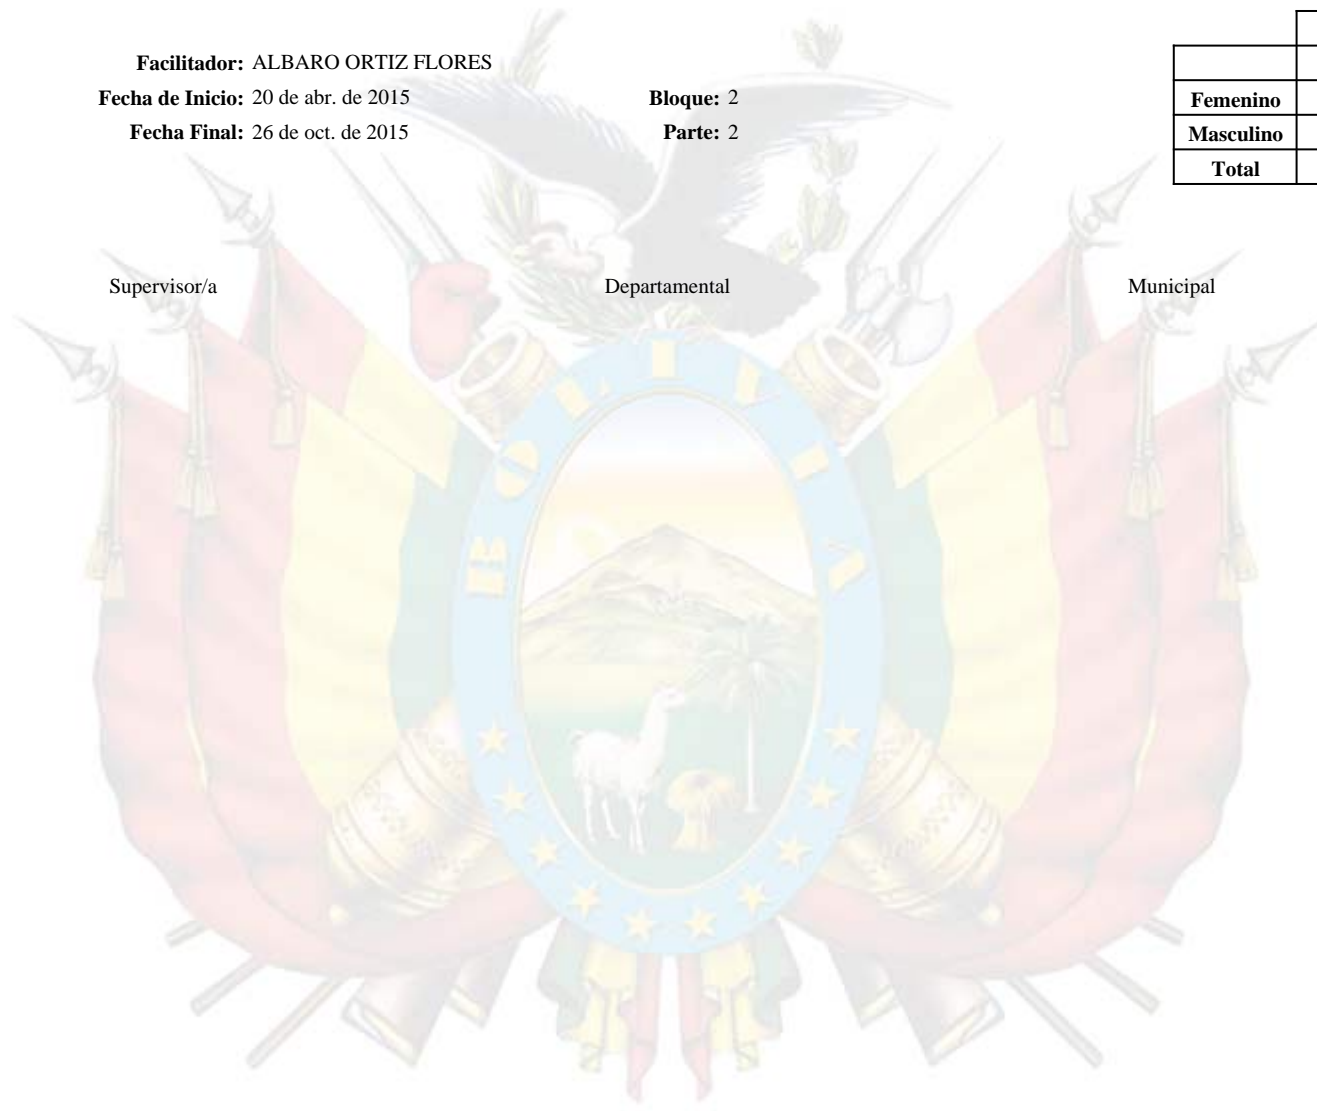 Facilitador: ALBARO ORTIZ FLORES
Fecha de Inicio: 20 de abr. de 2015
Bloque: 2
Fecha Final: 26 de oct. de 2015
Parte: 2
Femenino
Masculino
Total
Supervisor/a
Departamental
Municipal
BOLIVIA